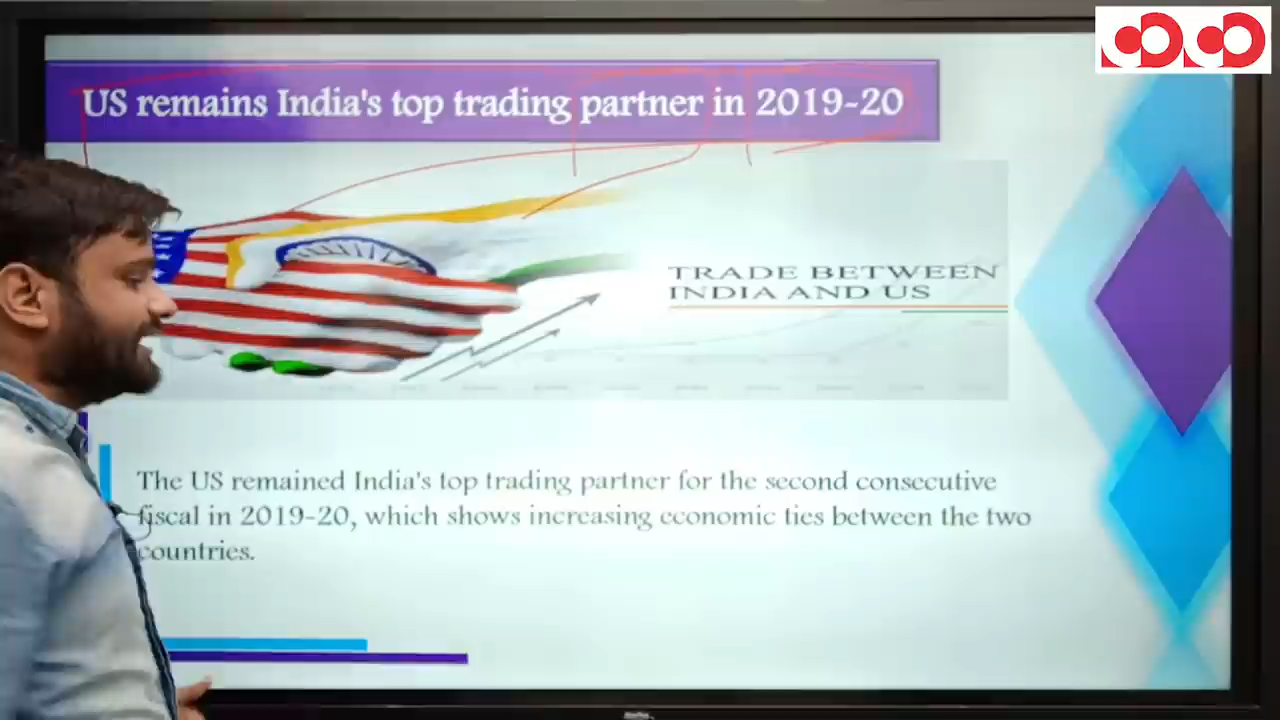 US remains India's top trading partner in 2019-20
TRADE BETWEEN
INDIA AND US
The US remained India's top trading partner for the second consecutive
fiscal in 2019-20, which shows increasing economic ties between the two
countries.